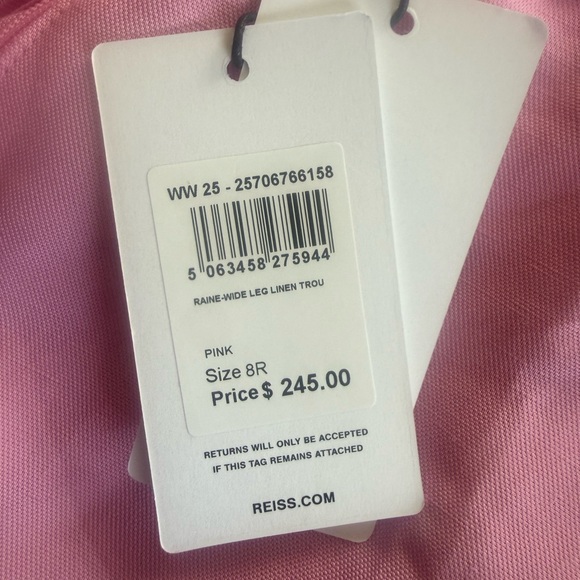 WW 25 - 25706766158
5 063458 275944
RAINE-WIDE LEG LINEN TROU
PINK
Size 8R
Price $ 245.00
RETURNS WILL ONLY BE ACCEPTED
IF THIS TAG REMAINS ATTACHED
REISS.COM